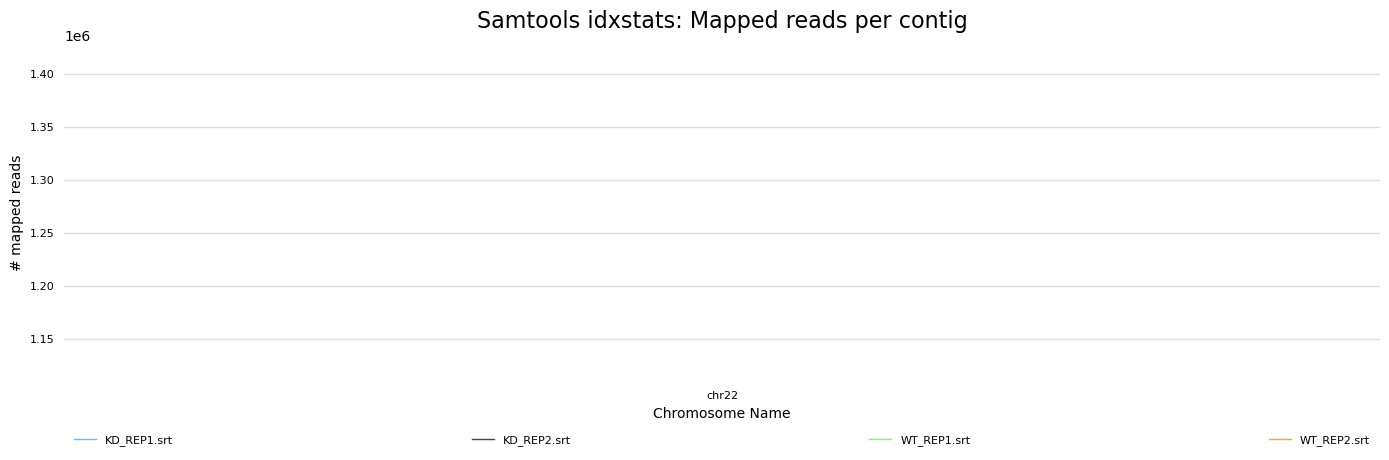 Samtools idxstats: Mapped reads per contig
1e6
1.40
1.35
1.30
1.25
1.20
1.15
# mapped reads
chr22
Chromosome Name
KD_REP1.srt KD_REP2.srt WT_REP1.srt WT_REP2.srt